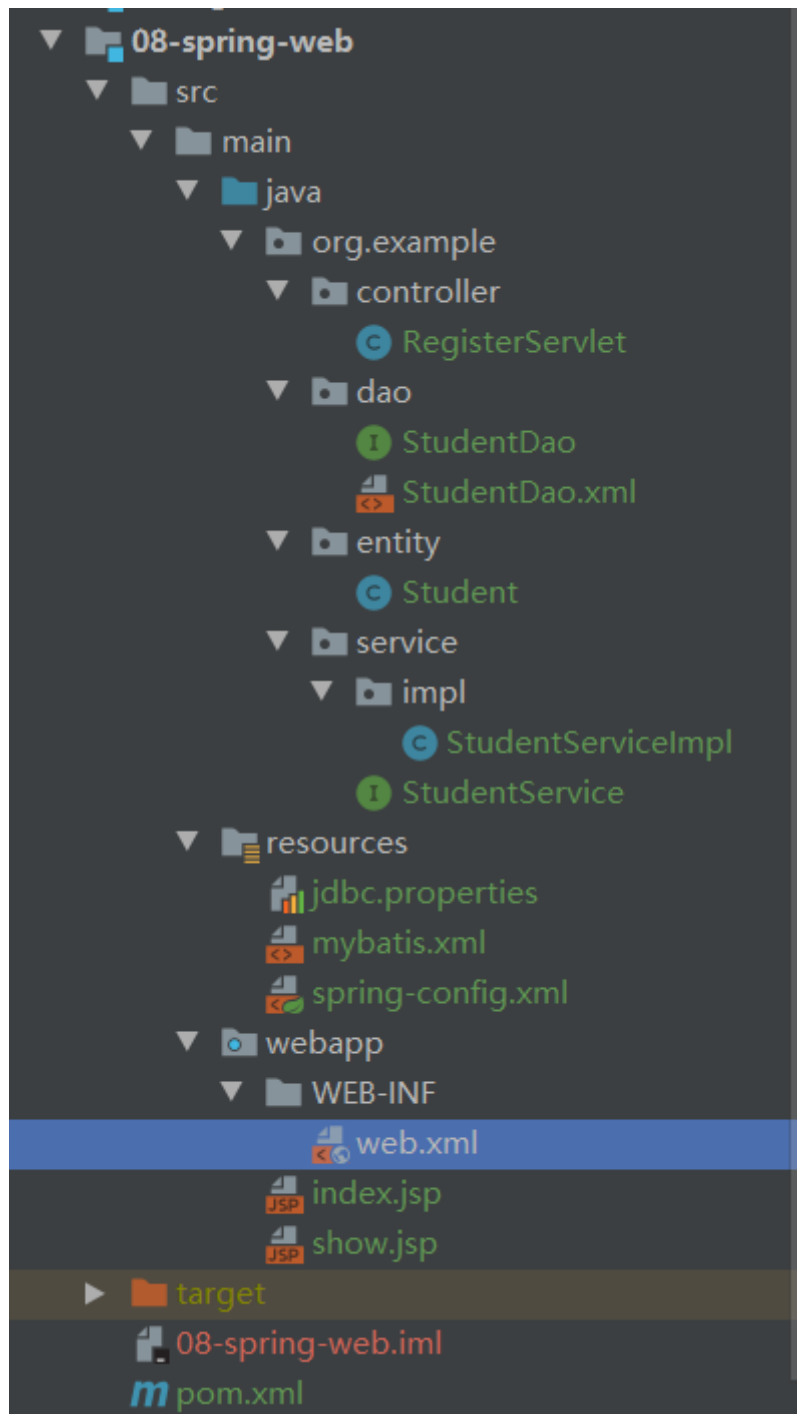 08-spring-web
src
main
java
org.example
controller
RegisterServlet
dao
StudentDao
StudentDao.xml
entity
Student
service
impl
StudentServiceImpl
StudentService
resources
jdbc.properties
mybatis.xml
spring-config.xml
webapp
WEB-INF
web.xml
index.jsp
show.jsp
target
08-spring-web.iml
pom.xml